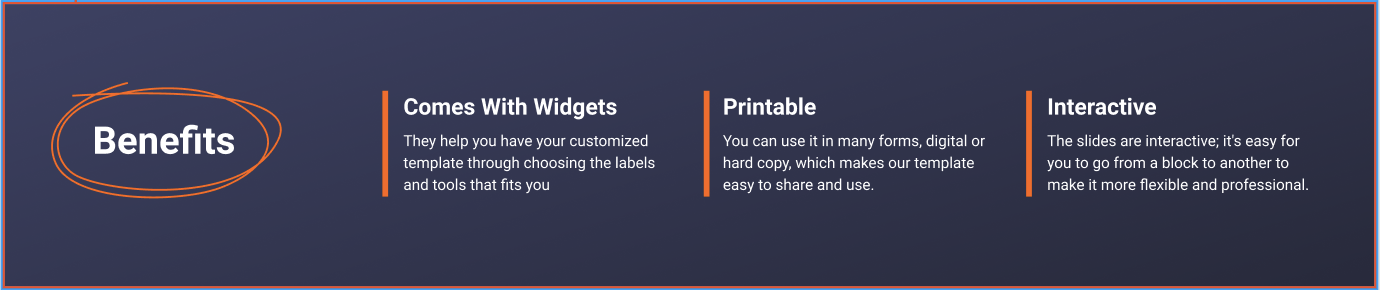 Benefits
Comes With Widgets
They help you have your customized
template through choosing the labels
and tools that fits you
Printable
You can use it in many forms, digital or
hard copy, which makes our template
easy to share and use.
Interactive
The slides are interactive; it's easy for
you to go from a block to another to
make it more flexible and professional.